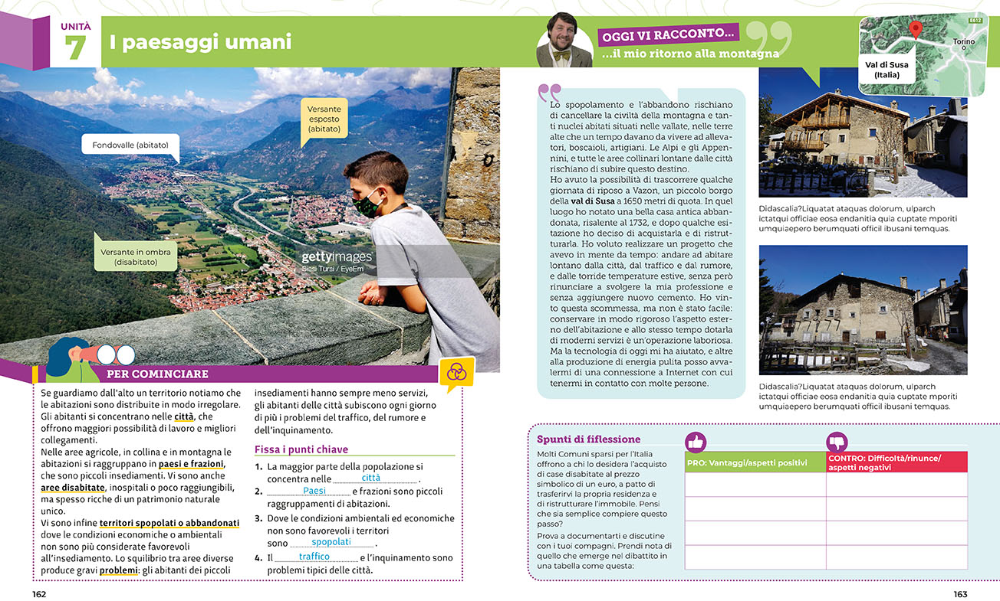 UNITÀ
7
I paesaggi umani
Fondovalle (abitato)
Versante
esposto
(abitato)
Versante in ombra
(disabitato)
gettyimages®
Sissi Tursi / EyeEm
PER COMINCIARE
Se guardiamo dall'alto un territorio notiamo che
le abitazioni sono distribuite in modo irregolare.
Gli abitanti si concentrano nelle città, che
offrono maggiori possibilità di lavoro e migliori
collegamenti.
Nelle aree agricole, in collina e in montagna le
abitazioni si raggruppano in paesi e frazioni,
che sono piccoli insediamenti. Vi sono anche
aree disabitate, inospitali o poco raggiungibili,
ma spesso ricche di un patrimonio naturale
unico.
Vi sono infine territori spopolati o abbandonati
dove le condizioni economiche o ambientali
non sono più considerate favorevoli
all'insediamento. Lo squilibrio tra aree diverse
produce gravi problemi: gli abitanti dei piccoli
insediamenti hanno sempre meno servizi,
gli abitanti delle città subiscono ogni giorno
di più i problemi del traffico, del rumore e
dell'inquinamento.
Fissa i punti chiave
1. La maggior parte della popolazione si
concentra nelle città .
2. Paesi e frazioni sono piccoli
raggruppamenti di abitazioni.
3. Dove le condizioni ambientali ed economiche
non sono favorevoli i territori
sono spopolati .
4. Il traffico e l'inquinamento sono
problemi tipici delle città.
162
OGGI VI RACCONTO...
...il mio ritorno alla montagna
E612
Torino
Val di Susa
(Italia)
Lo spopolamento e l'abbandono rischiano
di cancellare la civiltà della montagna e tan-
ti nuclei abitati situati nelle vallate, nelle terre
alte che un tempo davano da vivere ad alleva-
tori, boscaioli, artigiani. Le Alpi e gli Appen-
nini, e tutte le aree collinari lontane dalle città
rischiano di subire questo destino.
Ho avuto la possibilità di trascorrere qualche
giornata di riposo a Vazon, un piccolo borgo
della val di Susa a 1650 metri di quota. In quel
luogo ho notato una bella casa antica abban-
donata, risalente al 1732, e dopo qualche esi-
tazione ho deciso di acquistarla e di ristrut-
turarla. Ho voluto realizzare un progetto che
avevo in mente da tempo: andare ad abitare
lontano dalla città, dal traffico e dal rumore,
e dalle torride temperature estive, senza però
rinunciare a svolgere la mia professione e
senza aggiungere nuovo cemento. Ho vin-
to questa scommessa, ma non è stato facile:
conservare in modo rigoroso l'aspetto ester-
no dell'abitazione e allo stesso tempo dotarla
di moderni servizi è un'operazione laboriosa.
Ma la tecnologia di oggi mi ha aiutato, e altre
alla produzione di energia pulita posso avva-
lermi di una connessione a Internet con cui
tenermi in contatto con molte persone.
Didascalia?Liquatat ataquas dolorum, ulparch
ictatqui officiae eosa endanitia quia cuptate mporiti
umquiaepero berumquati officil ibusani temquas.
Didascalia?Liquatat ataquas dolorum, ulparch
ictatqui officiae eosa endanitia quia cuptate mporiti
umquiaepero berumquati officil ibusani temquas.
Spunti di fiflessione
Molti Comuni sparsi per l'Italia
offrono a chi lo desidera l'acquisto
di case disabitate al prezzo
simbolico di un euro, a patto di
trasferirvi la propria residenza e
di ristrutturare l'immobile. Pensi
che sia semplice compiere questo
passo?
Prova a documentarti e discutine
con i tuoi compagni. Prendi nota di
quello che emerge nel dibattito in
una tabella come questa:
PRO: Vantaggi/aspetti positivi
CONTRO: Difficoltà/rinunce/
aspetti negativi
163